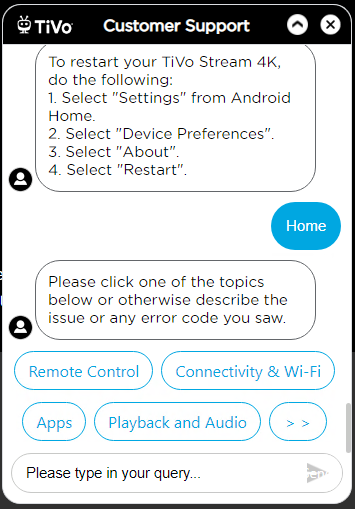 TiVo Customer Support
To restart your TiVo Stream 4K,
do the following:
1. Select "Settings" from Android
Home.
2. Select "Device Preferences".
3. Select "About".
4. Select "Restart".
Home
Please click one of the topics
below or otherwise describe the
issue or any error code you saw.
Remote Control Connectivity & Wi-Fi
Apps Playback and Audio > >
Please type in your query...